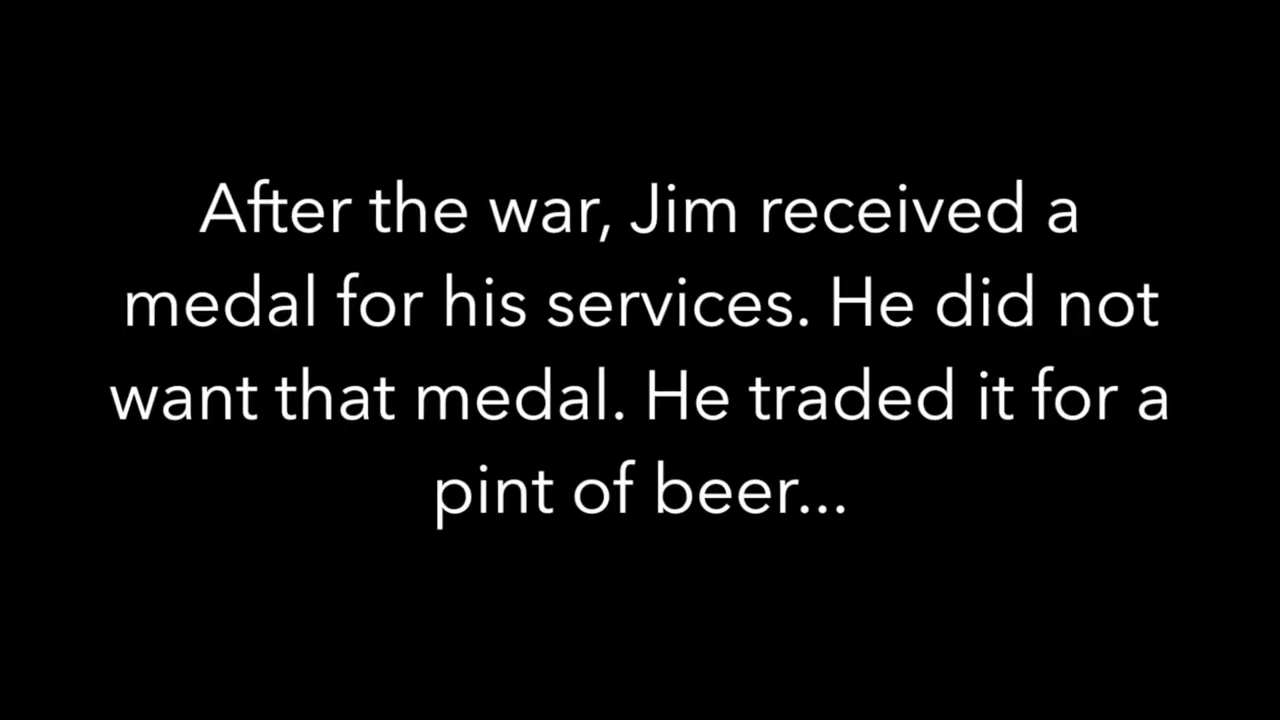 After the war, Jim received a
medal for his services. He did not
want that medal. He traded it for a
pint of beer...